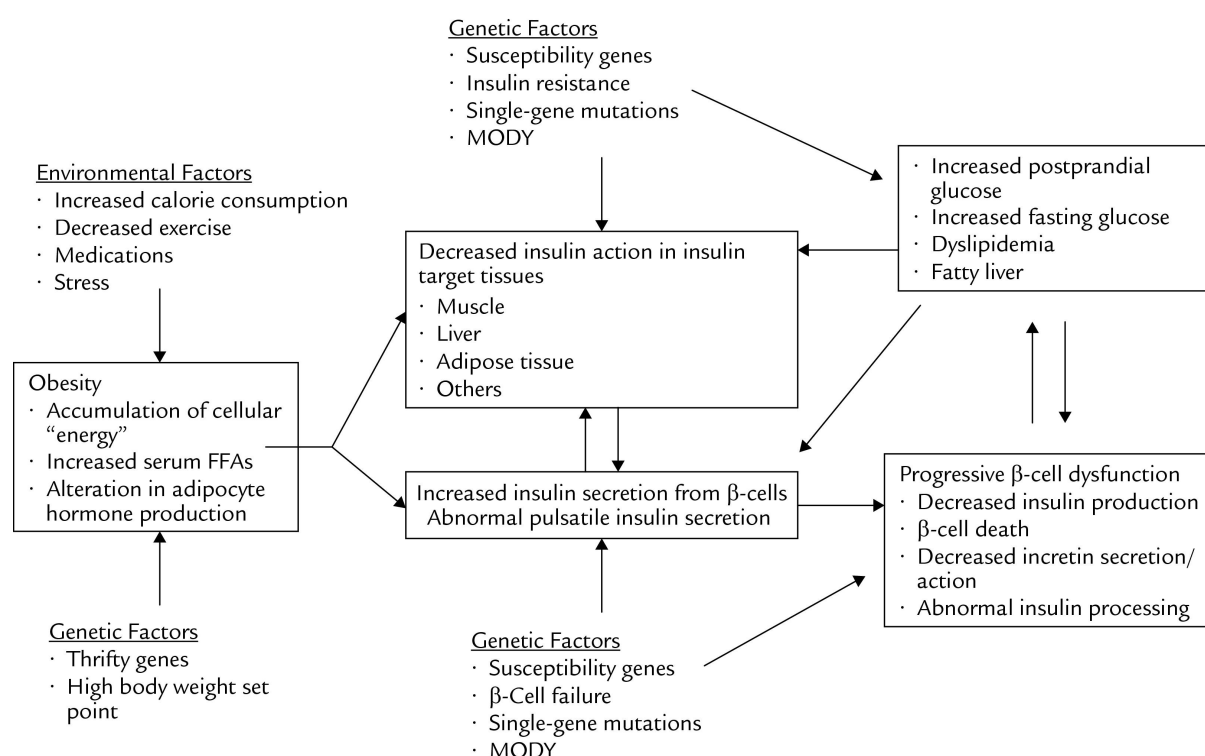 Genetic Factors
· Susceptibility genes
· Insulin resistance
· Single-gene mutations
· MODY
Environmental Factors
· Increased calorie consumption
· Decreased exercise
· Medications
· Stress
· Increased postprandial
glucose
· Increased fasting glucose
· Dyslipidemia
· Fatty liver
Decreased insulin action in insulin
target tissues
· Muscle
· Liver
· Adipose tissue
· Others
Obesity
· Accumulation of cellular
“energy”
· Increased serum FFAs
· Alteration in adipocyte
hormone production
Increased insulin secretion from β-cells
Abnormal pulsatile insulin secretion
Progressive β-cell dysfunction
· Decreased insulin production
· β-cell death
· Decreased incretin secretion/
action
· Abnormal insulin processing
Genetic Factors
· Thrifty genes
· High body weight set
point
Genetic Factors
· Susceptibility genes
· β-Cell failure
· Single-gene mutations
· MODY